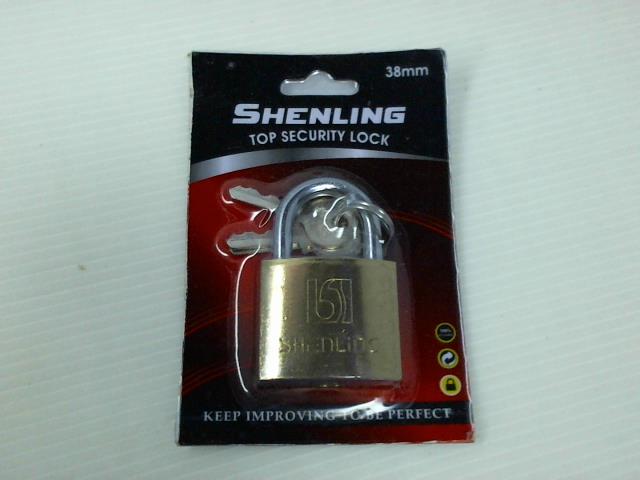 38mm
SHENLING
TOP SECURITY LOCK
SHENLING
KEEP IMPROVING TO BE PERFECT